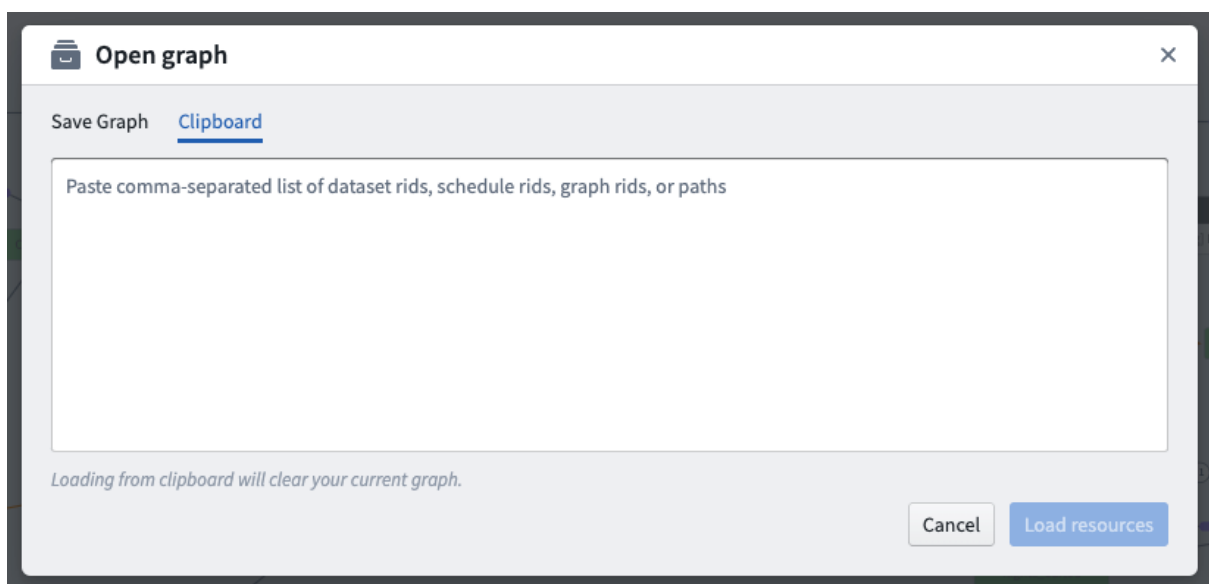 Open graph
Save Graph Clipboard
Paste comma-separated list of dataset rids, schedule rids, graph rids, or paths
Loading from clipboard will clear your current graph.
Cancel Load resources